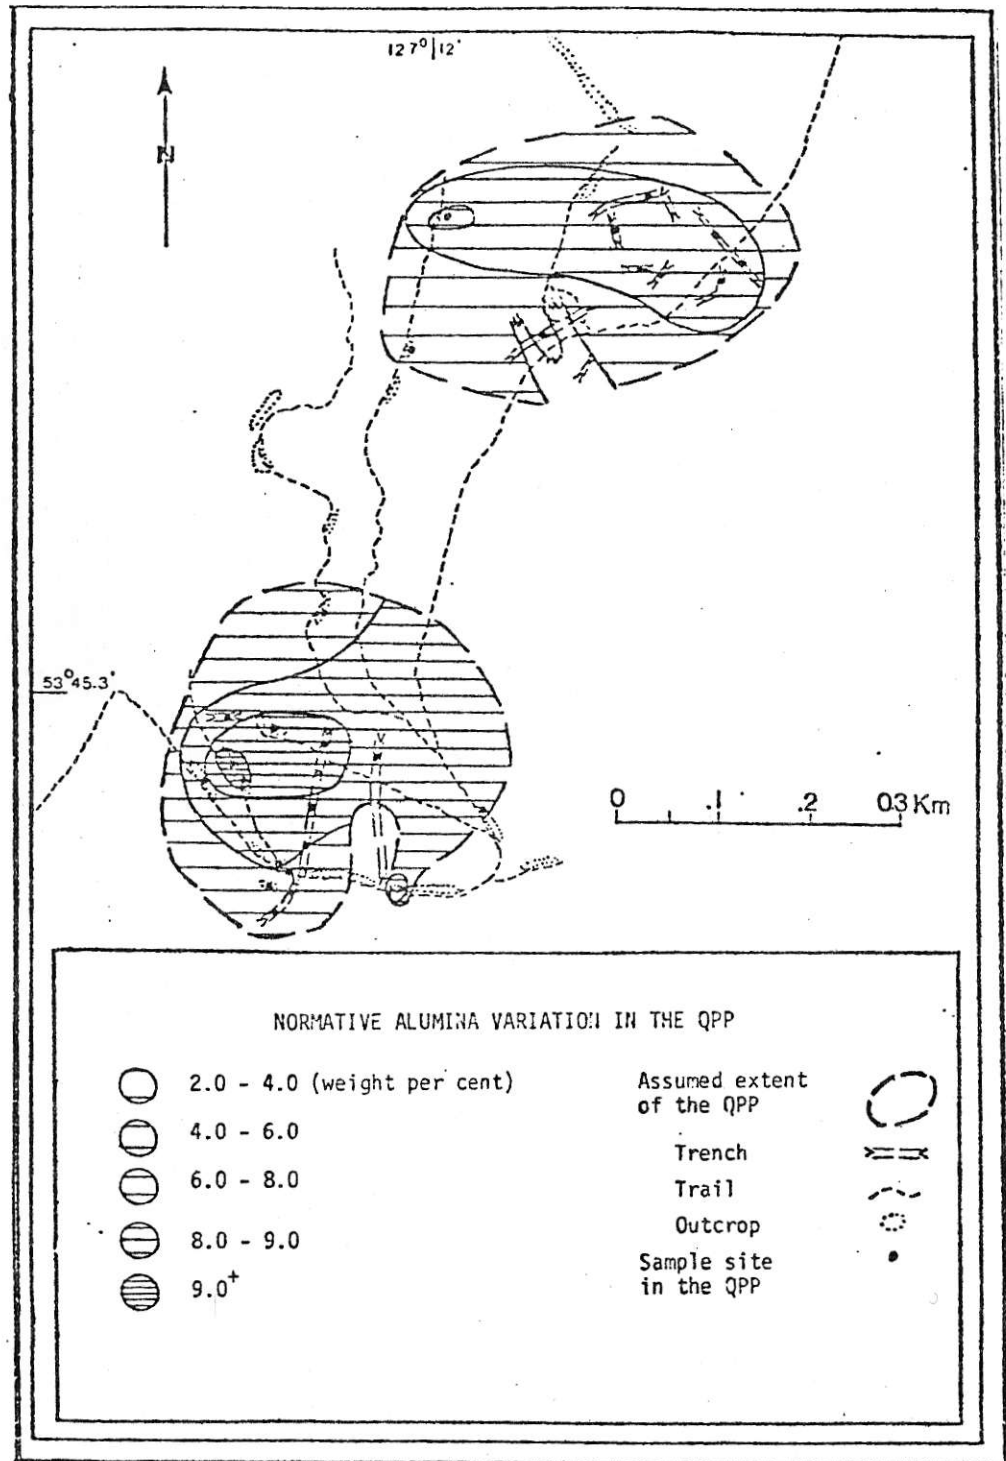 127°12'
N
53°45.3'
0 .1 .2 0.3 Km
NORMATIVE ALUMINA VARIATION IN THE QPP
2.0 - 4.0 (weight per cent)
4.0 - 6.0
6.0 - 8.0
8.0 - 9.0
9.0+
Assumed extent
of the QPP
Trench
Trail
Outcrop
Sample site
in the QPP